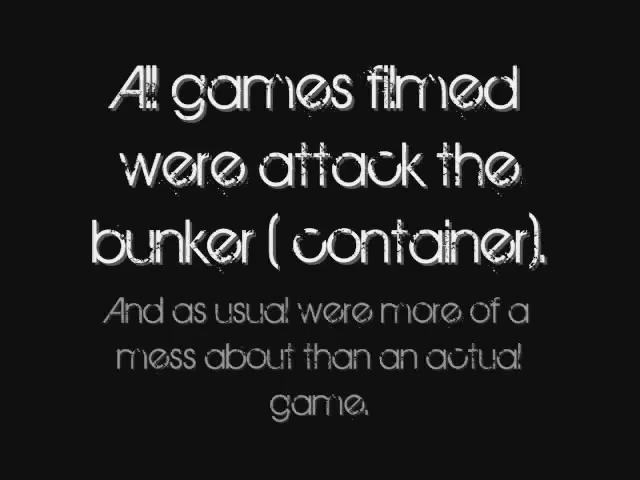 All games filmed
were attack the
bunker ( container).
And as usual were more of a
mess about than an actual
game.